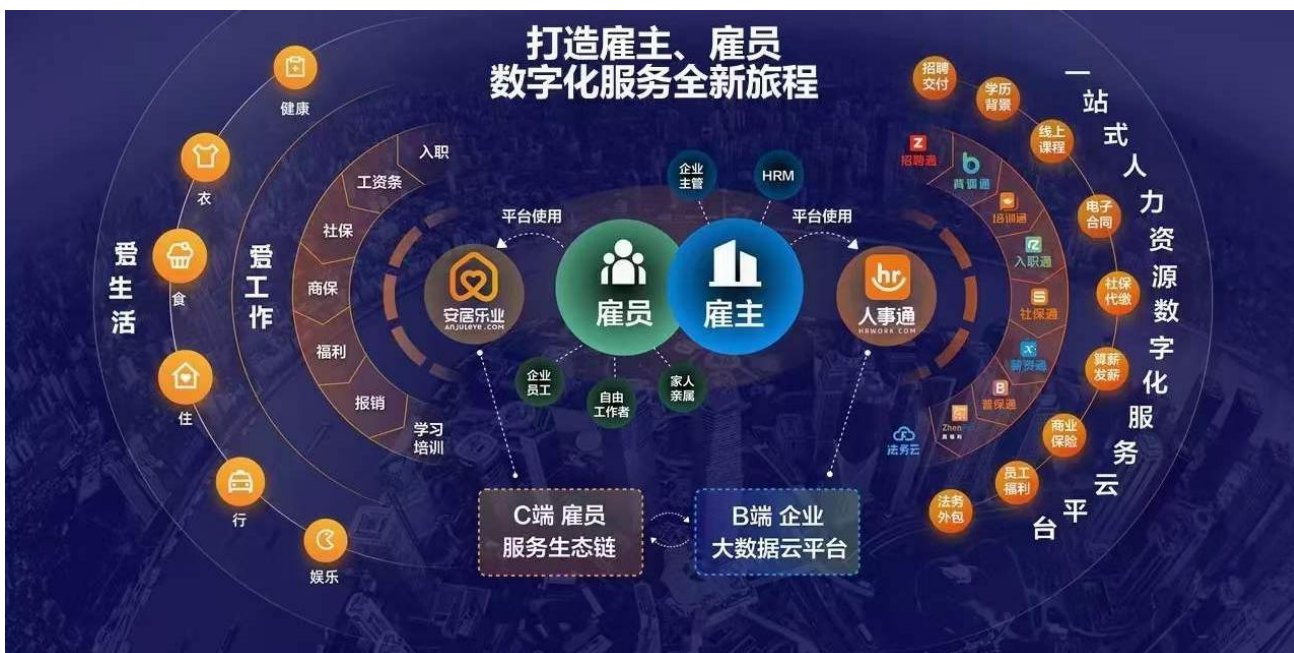 打造雇主、雇员
数字化服务全新旅程
爱生活
健康
衣
食
住
行
娱乐
爱工作
入职
工资条
社保
商保
福利
报销
学习
培训
平台使用
安居乐业
ANJULEYE.COM
雇员
企业
员工
自由
工作者
家人
亲属
雇主
企业
主管
HRM
平台使用
hr
人事通
HRWORK.COM
招聘通
背调通
培训通
入职通
社保通
薪资通
普保通
法务云
招聘
交付
学历
背景
线上
课程
电子
合同
社保
代缴
算薪
发薪
商业
保险
员工
福利
法务
外包
一站式人力资源数字化服务云平台
C端 雇员
服务生态链
B端 企业
大数据云平台